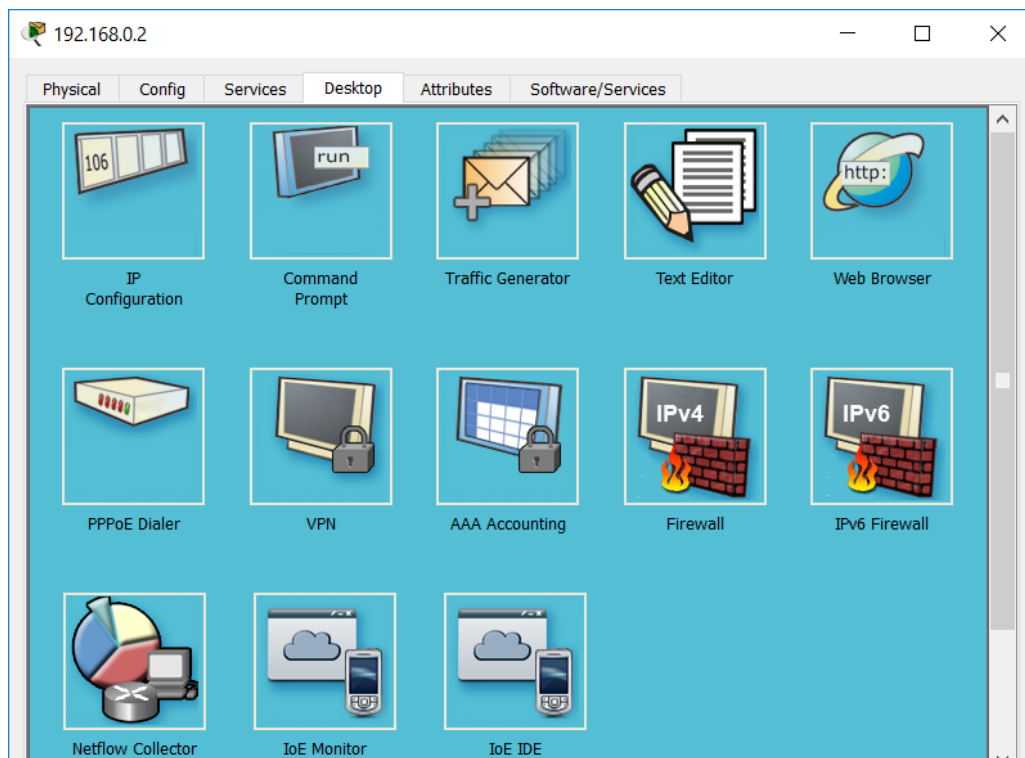 192.168.0.2
Physical Config Services Desktop Attributes Software/Services
106 run http:
IP Configuration
Command Prompt
Traffic Generator
Text Editor
Web Browser
IPv4 IPv6
PPPoE Dialer
VPN
AAA Accounting
Firewall
IPv6 Firewall
Netflow Collector
IoE Monitor
IoE IDE